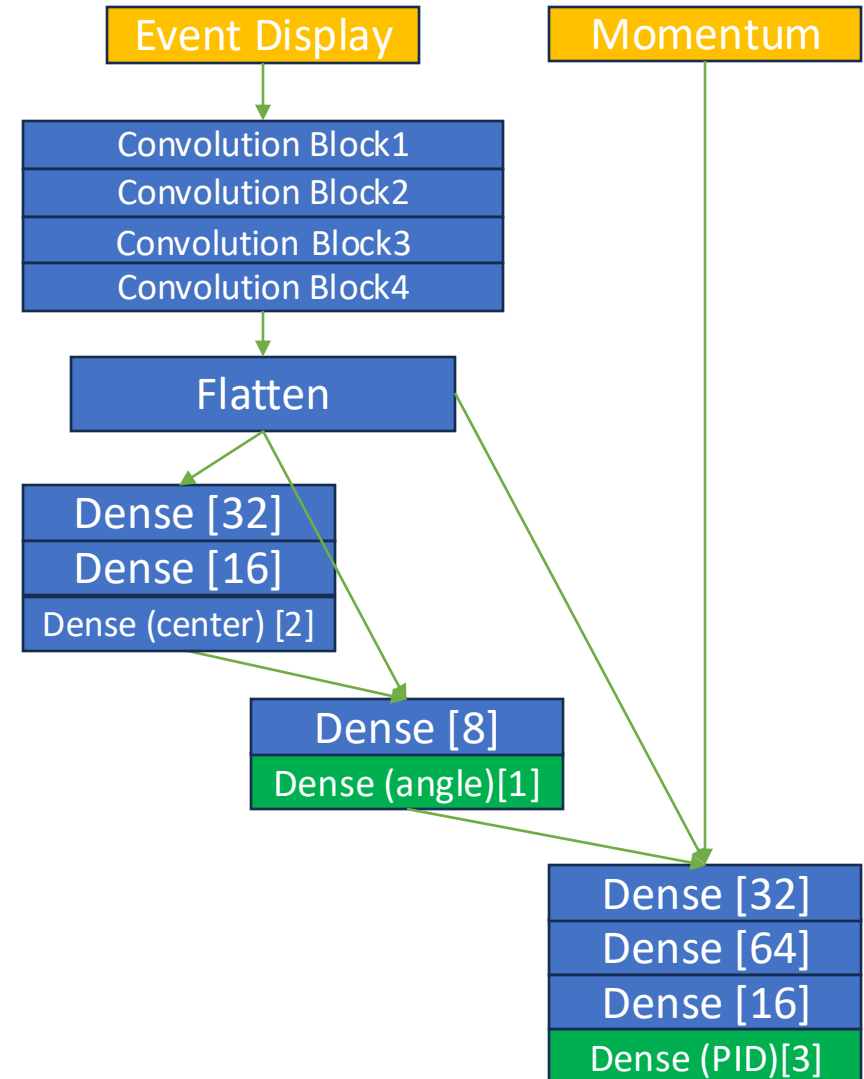 Event Display
Momentum
Convolution Block1
Convolution Block2
Convolution Block3
Convolution Block4
Flatten
Dense [32]
Dense [16]
Dense (center) [2]
Dense [8]
Dense (angle)[1]
Dense [32]
Dense [64]
Dense [16]
Dense (PID)[3]